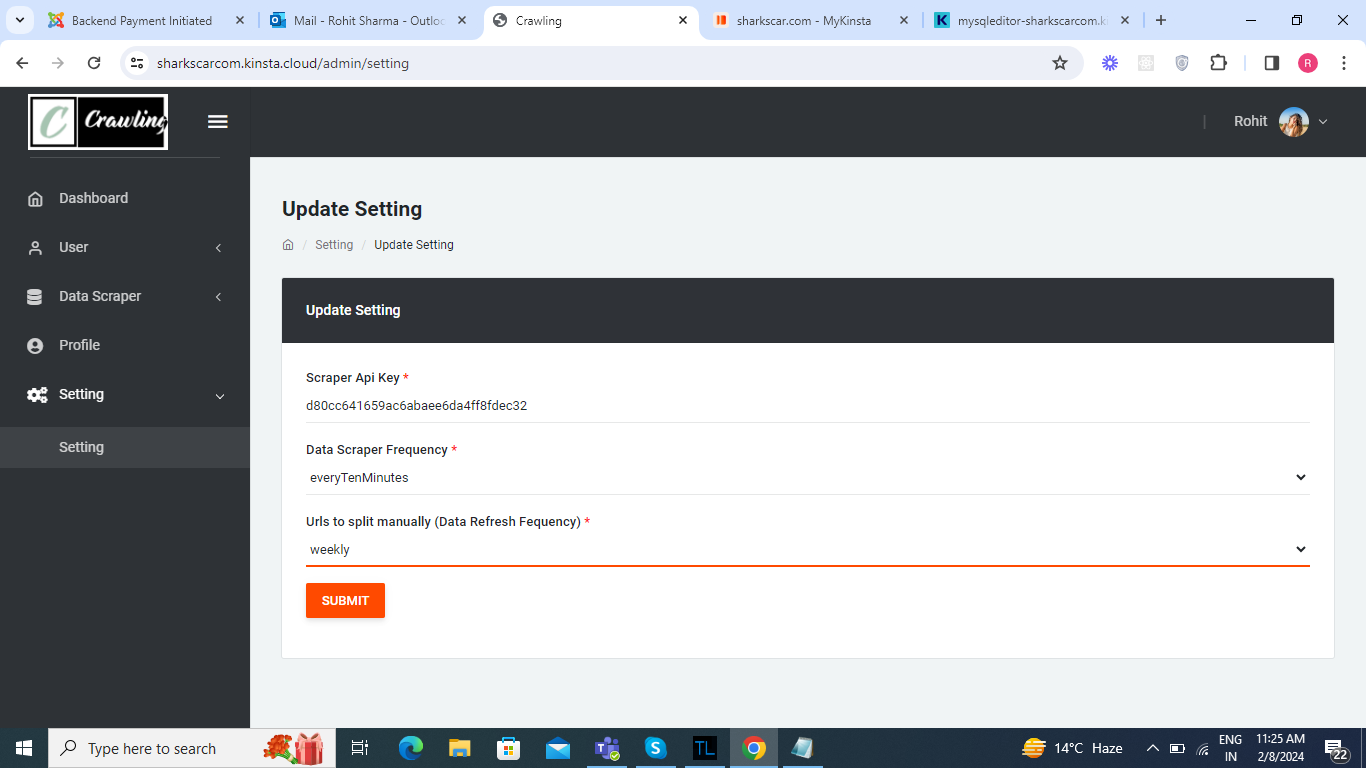 Backend Payment Initiated
Mail - Rohit Sharma - Outloo
Crawling
sharkscar.com - MyKinsta
mysqleditor-sharkscarcom.ki
sharkscarcom.kinsta.cloud/admin/setting
R
C Crawling
Rohit
Dashboard
User
Data Scraper
Profile
Setting
Setting
Update Setting
/ Setting / Update Setting
Update Setting
Scraper Api Key *
d80cc641659ac6abaee6da4ff8fdec32
Data Scraper Frequency *
everyTenMinutes
Urls to split manually (Data Refresh Fequency) *
weekly
SUBMIT
Type here to search
TL
14°C Haze
ENG
IN
11:25 AM
2/8/2024
22